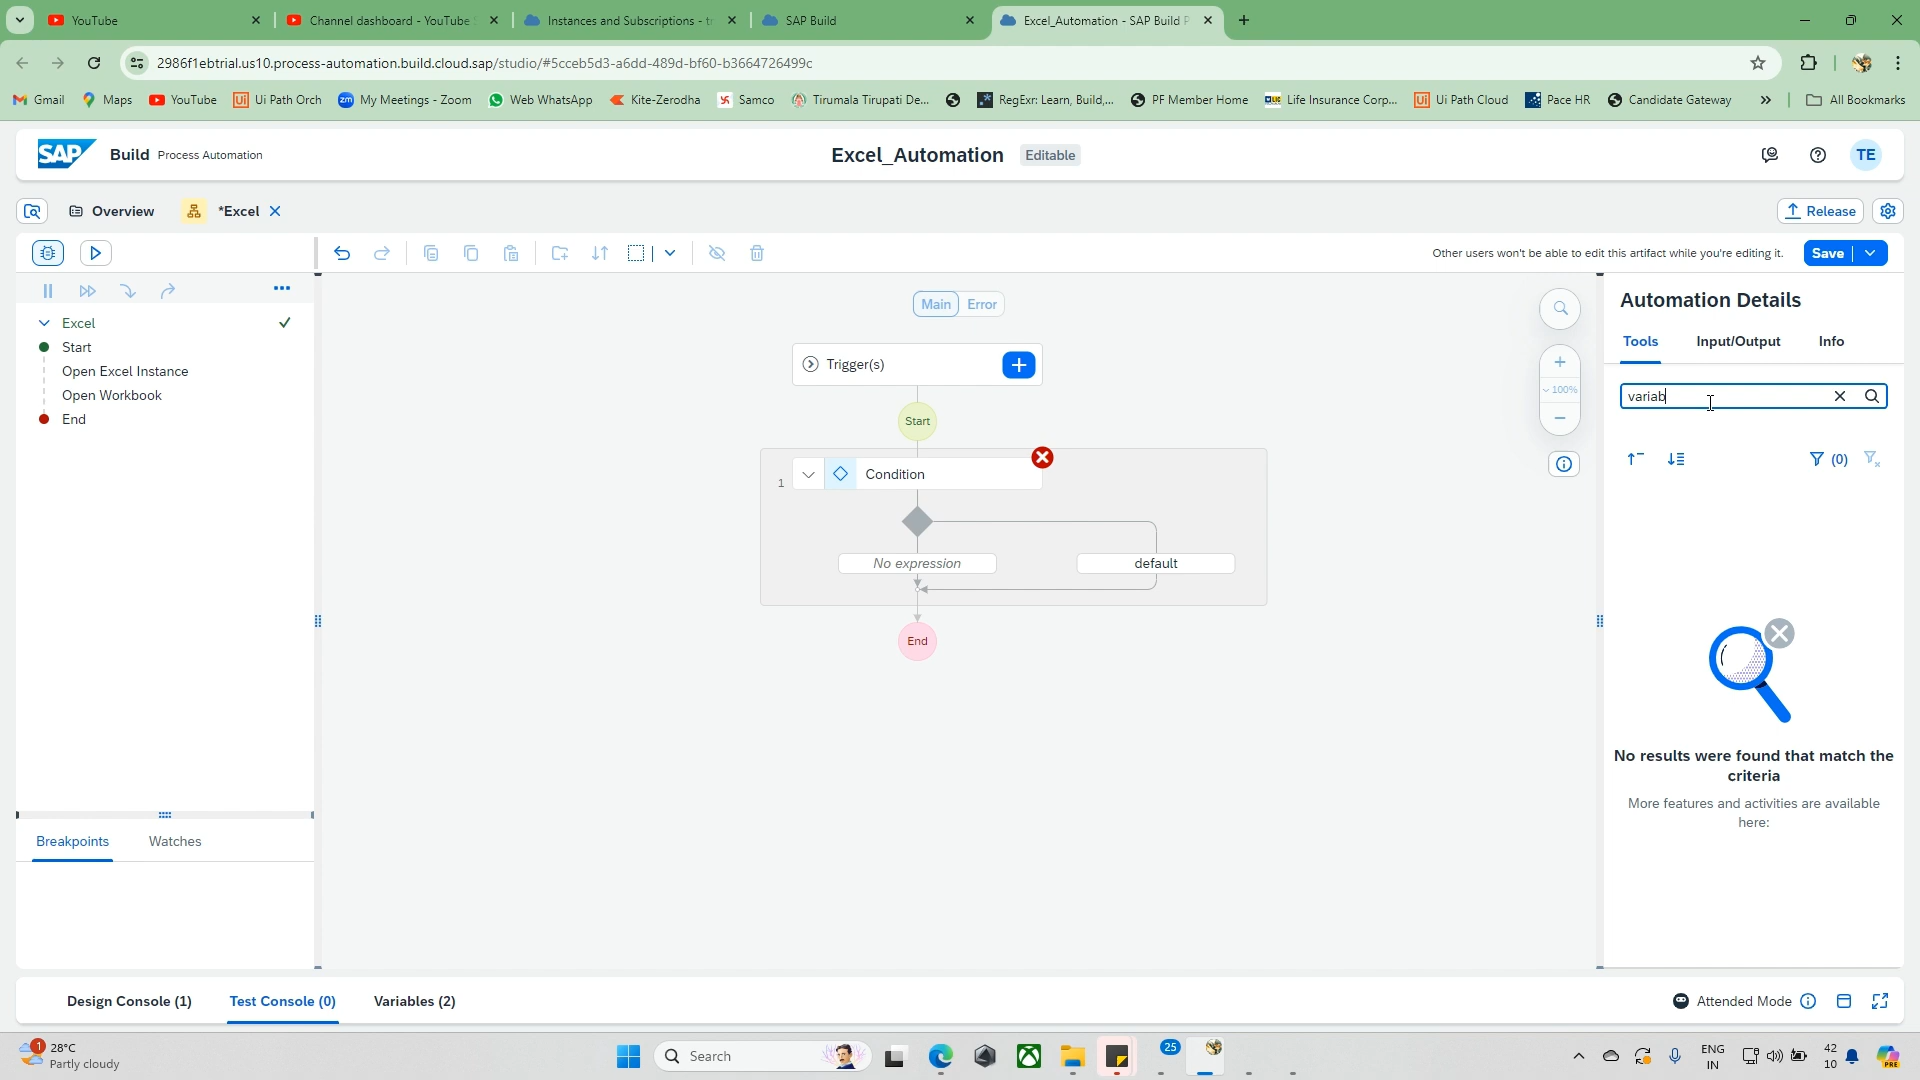 YouTube
Channel dashboard - YouTube S
Instances and Subscriptions - tr
SAP Build
Excel_Automation - SAP Build P
2986f1ebtrial.us10.process-automation.build.cloud.sap/studio/#5cceb5d3-a6dd-489d-bf60-b3664726499c
Gmail Maps YouTube Ui Path Orch My Meetings - Zoom Web WhatsApp Kite-Zerodha Samco Tirumala Tirupati De... RegExr: Learn, Build,... PF Member Home Life Insurance Corp... Ui Path Cloud Pace HR Candidate Gateway » All Bookmarks
SAP Build Process Automation
Excel_Automation Editable
TE
Overview
*Excel
Release
Other users won't be able to edit this artifact while you're editing it.
Save
Excel
Start
Open Excel Instance
Open Workbook
End
Breakpoints Watches
Main Error
Trigger(s)
Start
1
Condition
No expression
default
End
100%
Automation Details
Tools Input/Output Info
variab
(0)
No results were found that match the
criteria
More features and activities are available
here:
Design Console (1) Test Console (0) Variables (2)
Attended Mode
1
28°C
Partly cloudy
Search
25
ENG
IN
42
10
PRE